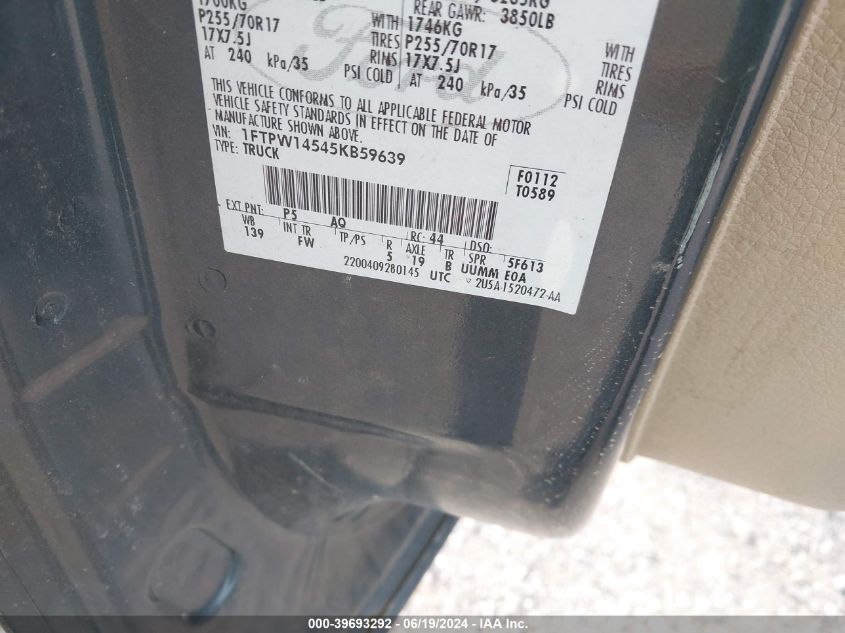 REAR GAWR: 3850LB
1746KG
P255/70R17 WITH P255/70R17 WITH
17X7.5J TIRES 17X7.5J TIRES
AT 240 kPa/35 RIMS AT 240 kPa/35 RIMS
PSI COLD PSI COLD
Ford
THIS VEHICLE CONFORMS TO ALL APPLICABLE FEDERAL MOTOR
VEHICLE SAFETY STANDARDS IN EFFECT ON THE DATE OF
MANUFACTURE SHOWN ABOVE.
VIN: 1FTPW14545KB59639
TYPE: TRUCK
F0112
T0589
EXT PNT: P5 AQ RC: 44 DSO:
WB INT TR TP/PS R AXLE TR SPR 5F613
139 FW 5 19 B UUMM E0A
2200409280145 UTC 2U5A-1520472-AA
000-39693292 - 06/19/2024 - IAA Inc.